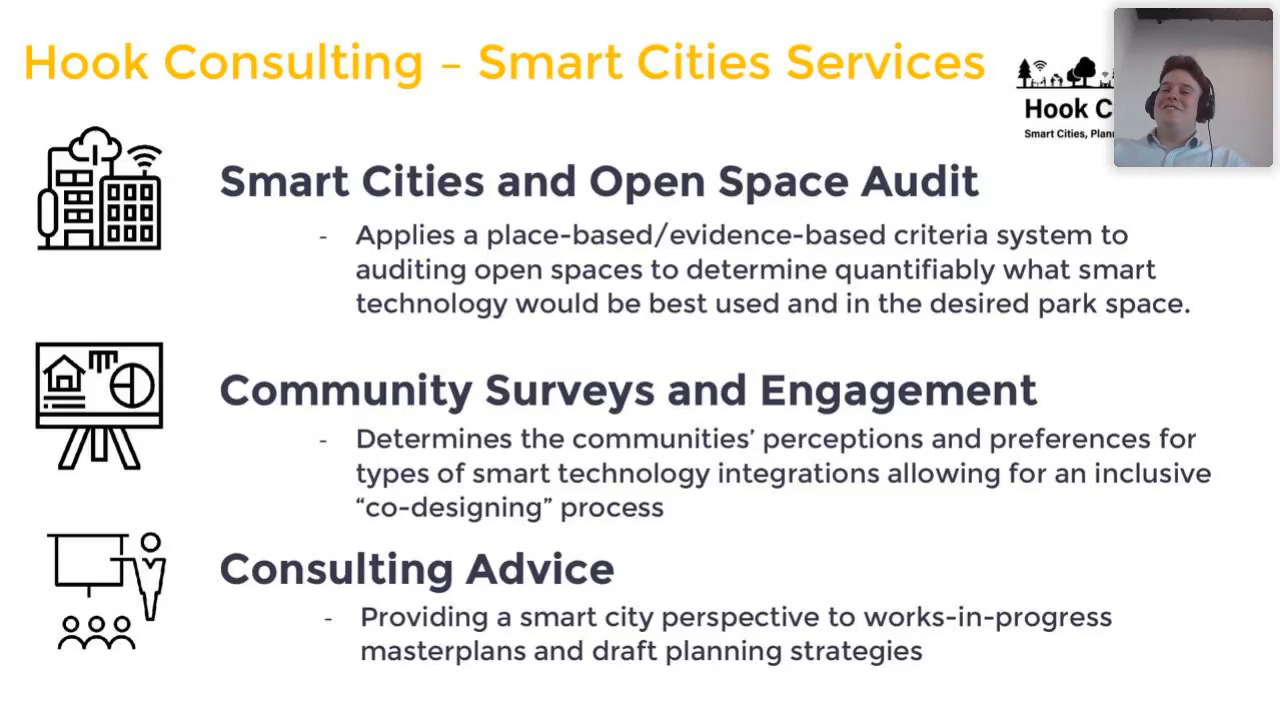 Hook Consulting – Smart Cities Services
Hook C
Smart Cities, Plan
Smart Cities and Open Space Audit
- Applies a place-based/evidence-based criteria system to
auditing open spaces to determine quantifiably what smart
technology would be best used and in the desired park space.
Community Surveys and Engagement
- Determines the communities’ perceptions and preferences for
types of smart technology integrations allowing for an inclusive
“co-designing” process
Consulting Advice
- Providing a smart city perspective to works-in-progress
masterplans and draft planning strategies